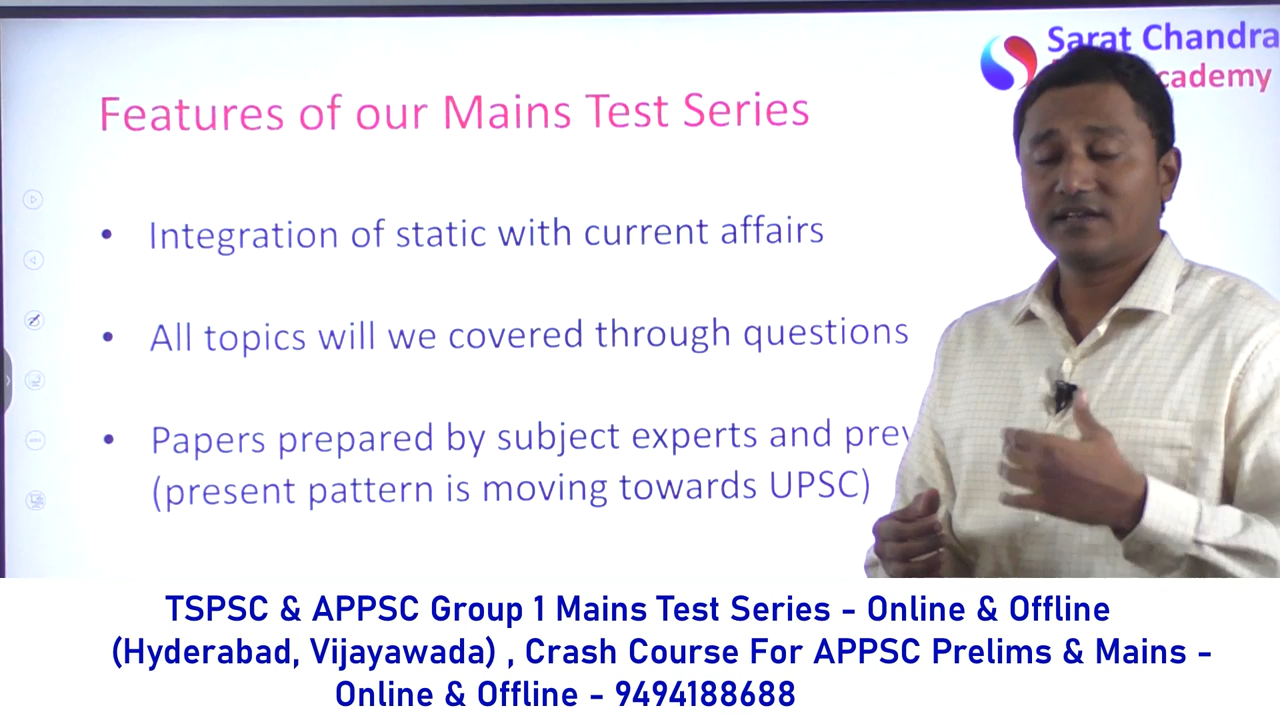 Sarat Chandra
cademy
Features of our Mains Test Series
• Integration of static with current affairs
• All topics will we covered through questions
• Papers prepared by subject experts and prev
(present pattern is moving towards UPSC)
TSPSC & APPSC Group 1 Mains Test Series - Online & Offline
(Hyderabad, Vijayawada) , Crash Course For APPSC Prelims & Mains -
Online & Offline - 9494188688